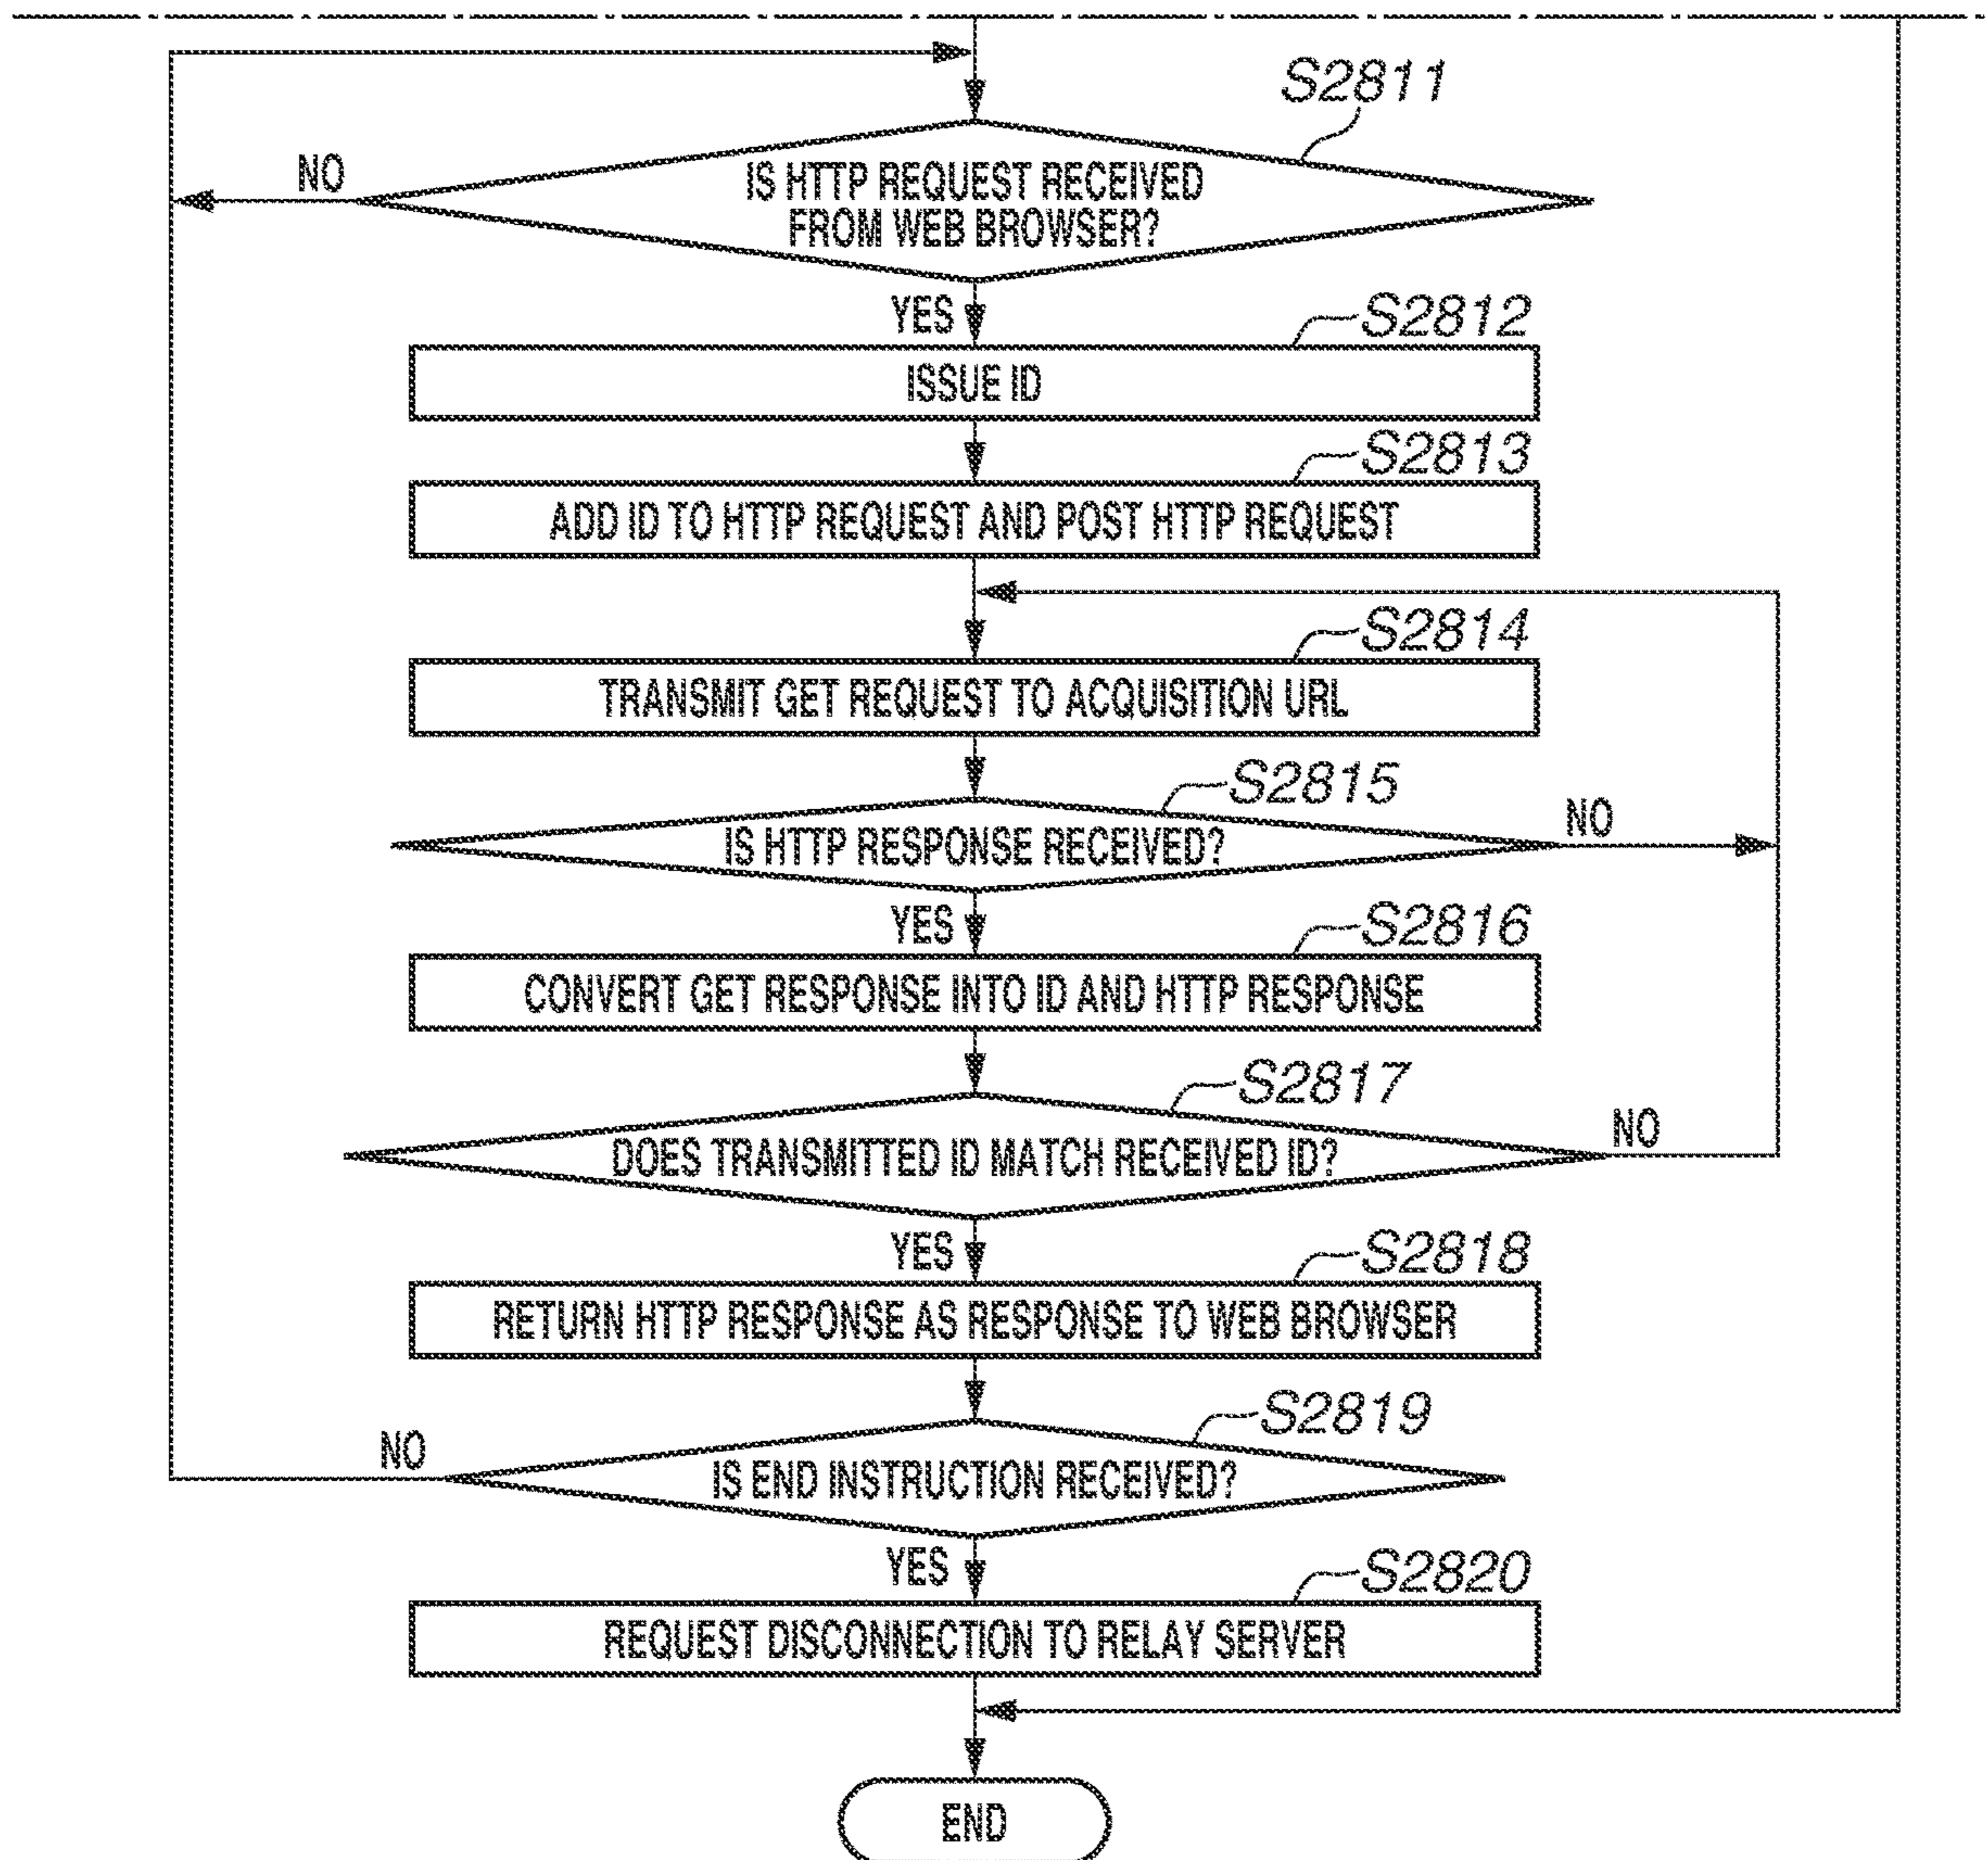 S2811
NO
IS HTTP REQUEST RECEIVED
FROM WEB BROWSER?
YES
S2812
ISSUE ID
S2813
ADD ID TO HTTP REQUEST AND POST HTTP REQUEST
S2814
TRANSMIT GET REQUEST TO ACQUISITION URL
S2815
IS HTTP RESPONSE RECEIVED?
NO
YES
S2816
CONVERT GET RESPONSE INTO ID AND HTTP RESPONSE
S2817
DOES TRANSMITTED ID MATCH RECEIVED ID?
NO
YES
S2818
RETURN HTTP RESPONSE AS RESPONSE TO WEB BROWSER
S2819
NO
IS END INSTRUCTION RECEIVED?
YES
S2820
REQUEST DISCONNECTION TO RELAY SERVER
END